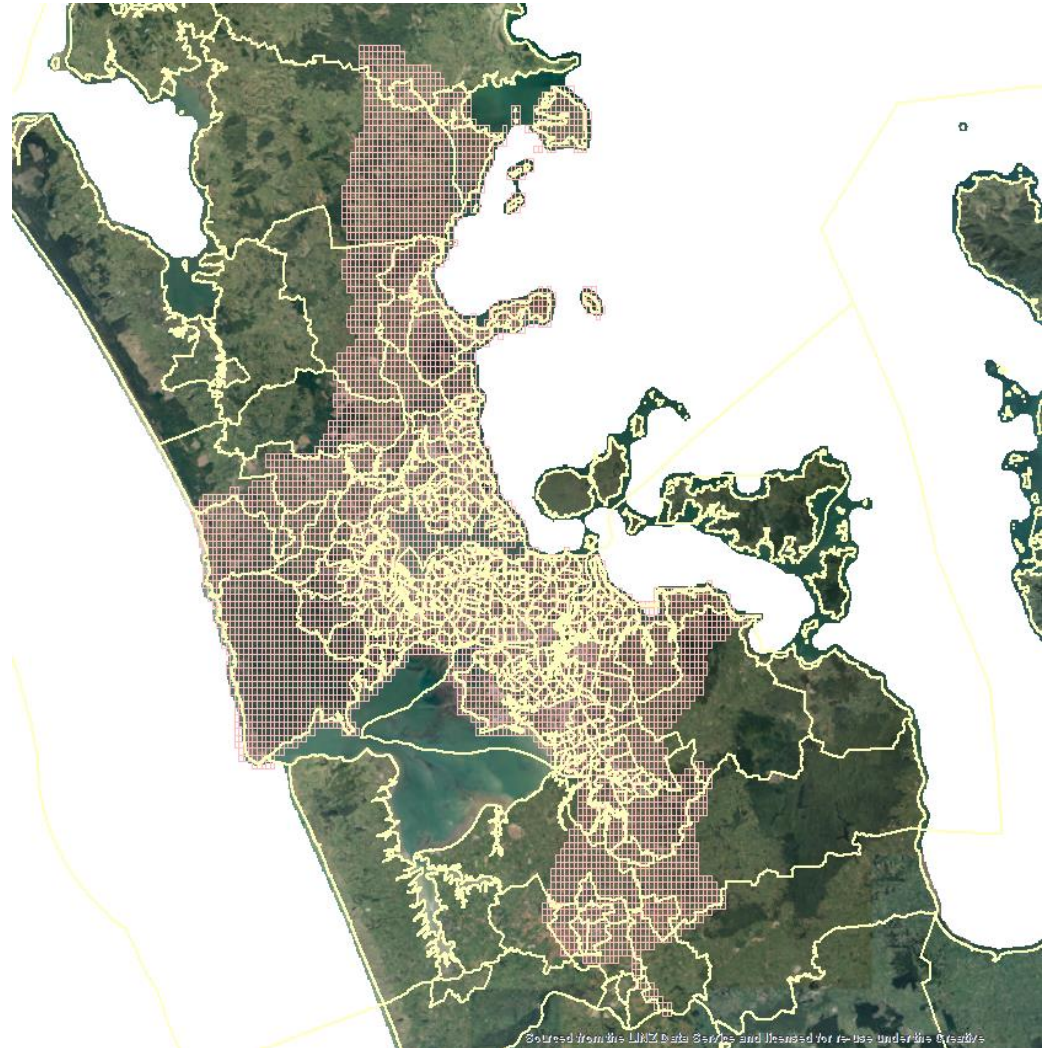 Sourced from the LINZ Data Service and licensed for re-use under the Creative